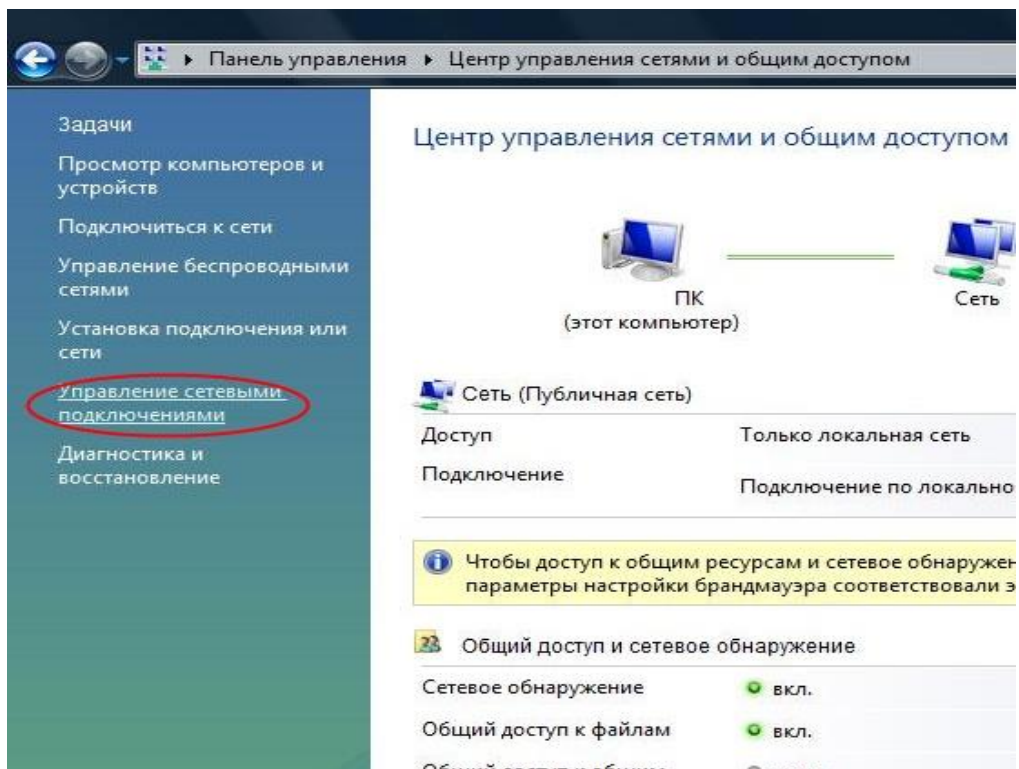 Панель управления ▸ Центр управления сетями и общим доступом
Задачи
Просмотр компьютеров и
устройств
Подключиться к сети
Управление беспроводными
сетями
Установка подключения или
сети
Управление сетевыми
подключениями
Диагностика и
восстановление
Центр управления сетями и общим доступом
ПК
(этот компьютер)
Сеть
Сеть (Публичная сеть)
Доступ Только локальная сеть
Подключение Подключение по локально
Чтобы доступ к общим ресурсам и сетевое обнаружен
параметры настройки брандмауэра соответствовали э
Общий доступ и сетевое обнаружение
Сетевое обнаружение вкл.
Общий доступ к файлам вкл.
Общий доступ к общим